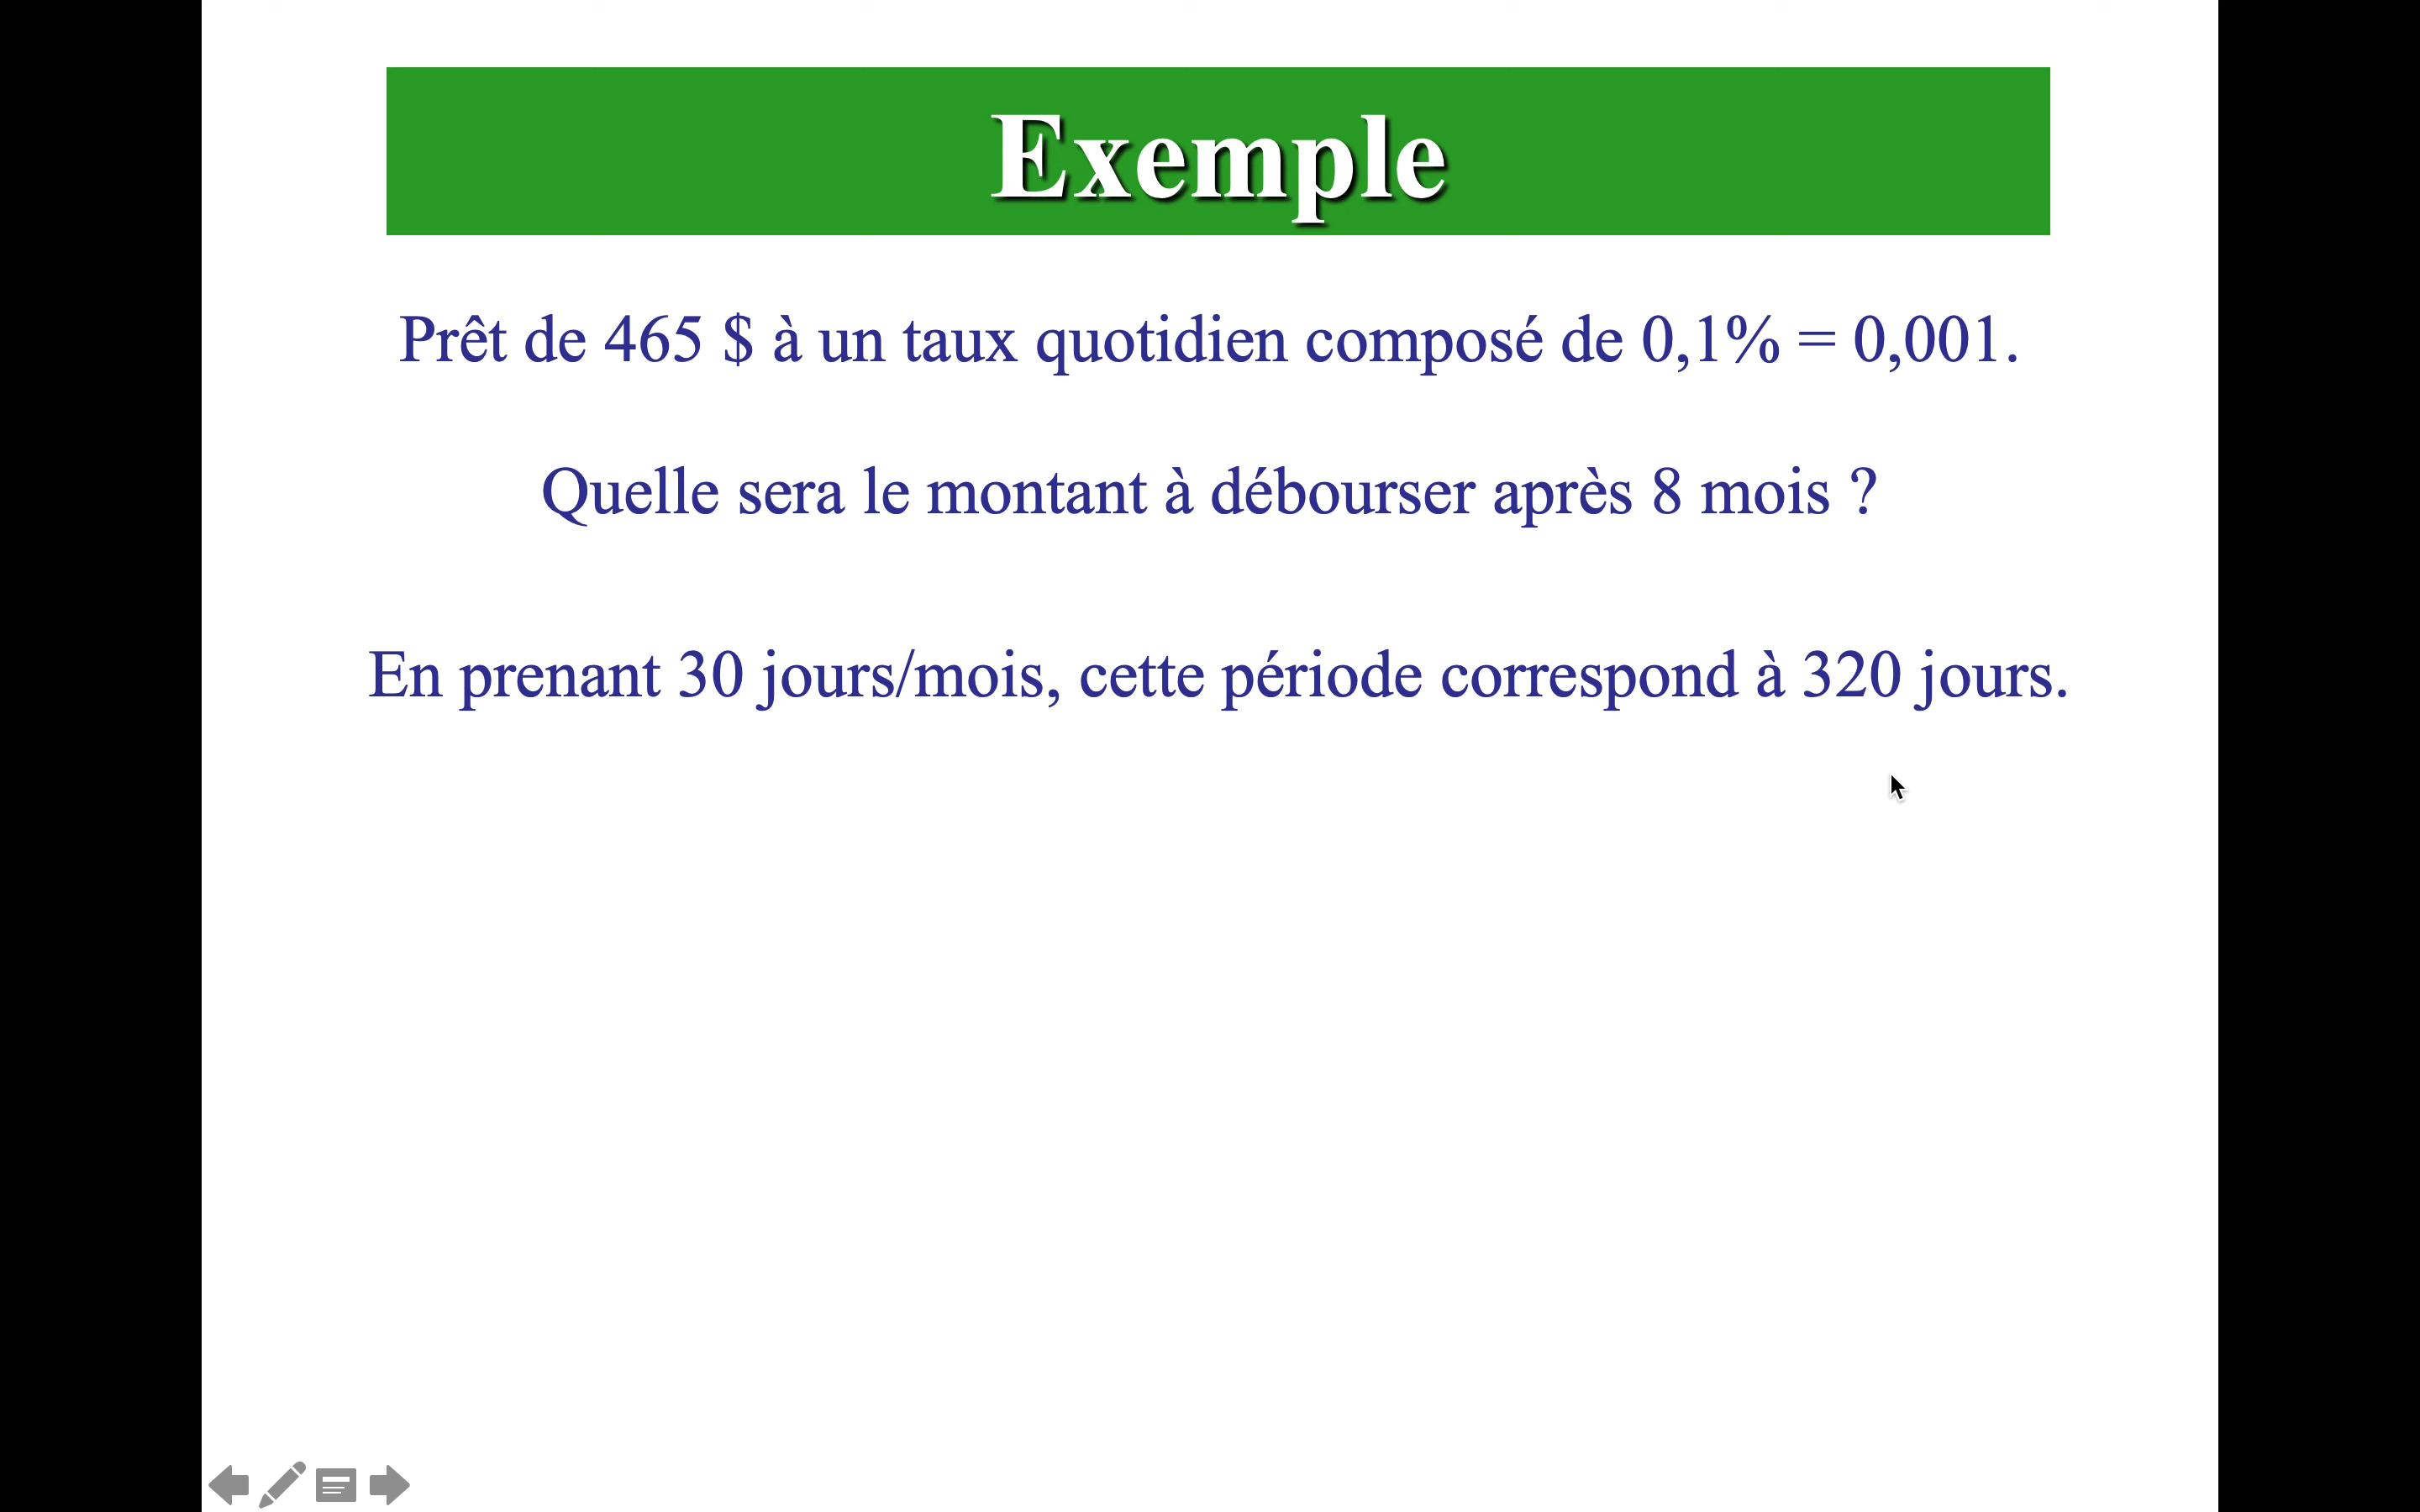 Exemple
Prêt de 465 $ à un taux quotidien composé de 0,1% = 0,001.
Quelle sera le montant à débourser après 8 mois ?
En prenant 30 jours/mois, cette période correspond à 320 jours.